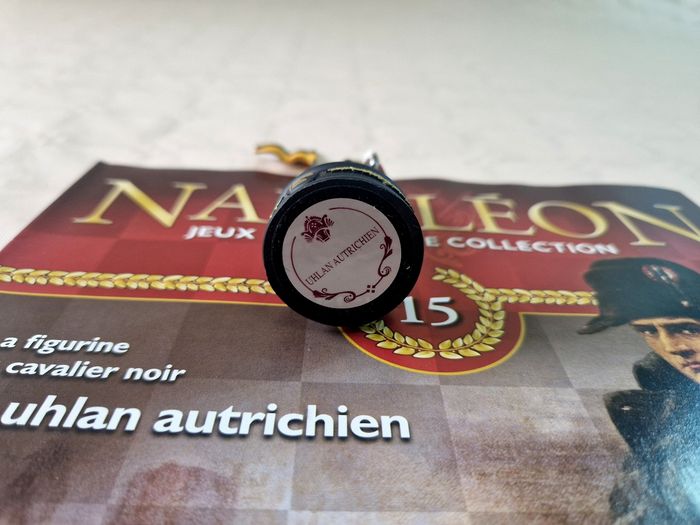 NA LÉON
JEUX E COLLECTION
UHLAN AUTRICHIEN
15
a figurine
cavalier noir
uhlan autrichien